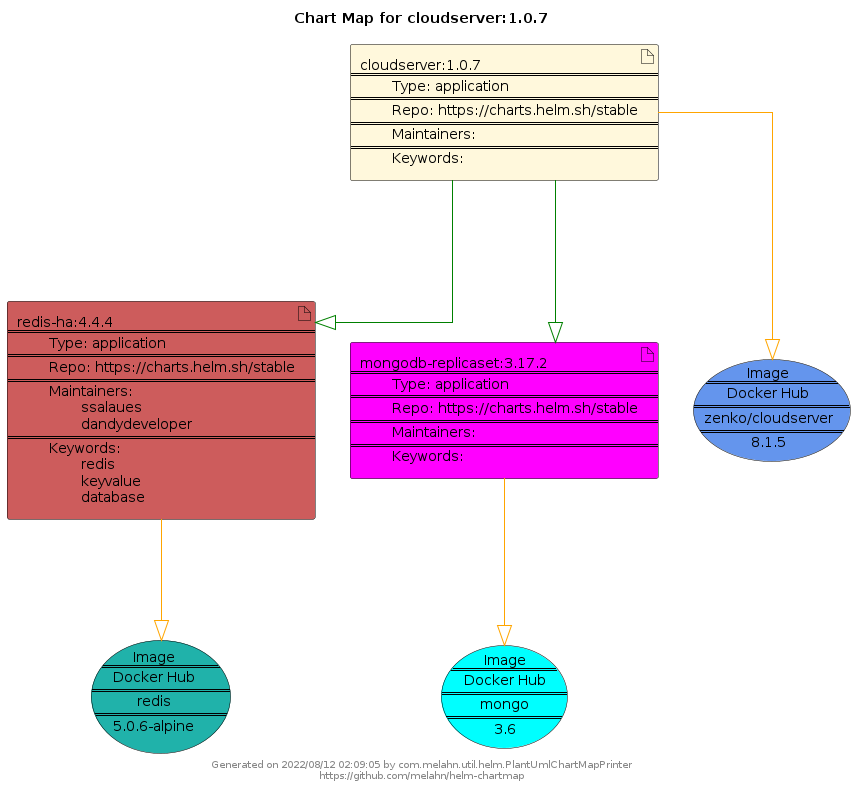 Chart Map for cloudserver:1.0.7
cloudserver:1.0.7
Type: application
Repo: https://charts.helm.sh/stable
Maintainers:
Keywords:
redis-ha:4.4.4
Type: application
Repo: https://charts.helm.sh/stable
Maintainers:
ssalaues
dandydeveloper
Keywords:
redis
keyvalue
database
mongodb-replicaset:3.17.2
Type: application
Repo: https://charts.helm.sh/stable
Maintainers:
Keywords:
Image
Docker Hub
zenko/cloudserver
8.1.5
Image
Docker Hub
redis
5.0.6-alpine
Image
Docker Hub
mongo
3.6
Generated on 2022/08/12 02:09:05 by com.melahn.util.helm.PlantUmlChartMapPrinter
https://github.com/melahn/helm-chartmap